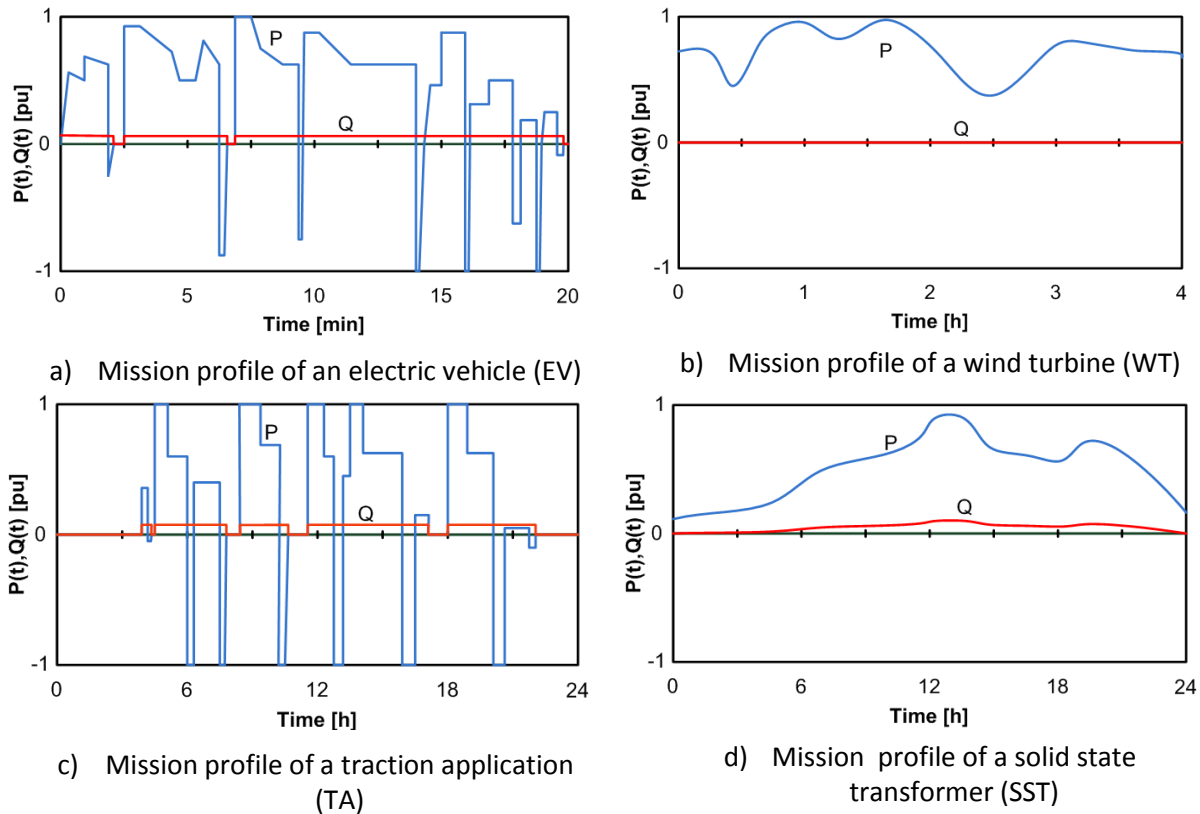 1
P
Q
0
-1
P(t),Q(t) [pu]
0 5 10 15 20
Time [min]
a) Mission profile of an electric vehicle (EV)
1
P
Q
0
-1
P(t),Q(t) [pu]
0 1 2 3 4
Time [h]
b) Mission profile of a wind turbine (WT)
1
P
Q
0
-1
P(t),Q(t) [pu]
0 6 12 18 24
Time [h]
c) Mission profile of a traction application
(TA)
1
P
Q
0
-1
P(t),Q(t) [pu]
0 6 12 18 24
Time [h]
d) Mission profile of a solid state
transformer (SST)